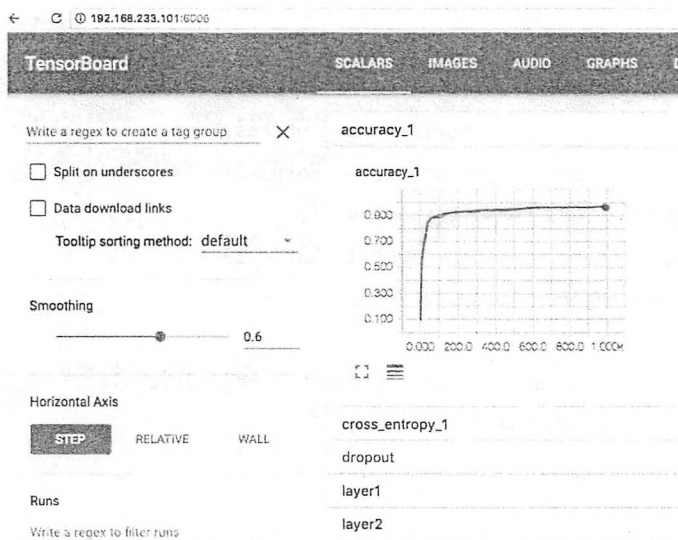 192.168.233.101:6006
TensorBoard
SCALARS IMAGES AUDIO GRAPHS
Write a regex to create a tag group
Split on underscores
Data download links
Tooltip sorting method: default
Smoothing
0.6
Horizontal Axis
STEP RELATIVE WALL
Runs
Write a regex to filter runs
accuracy_1
accuracy_1
0.900
0.700
0.500
0.300
0.100
0.000 200.0 400.0 600.0 800.0 1.000k
cross_entropy_1
dropout
layer1
layer2